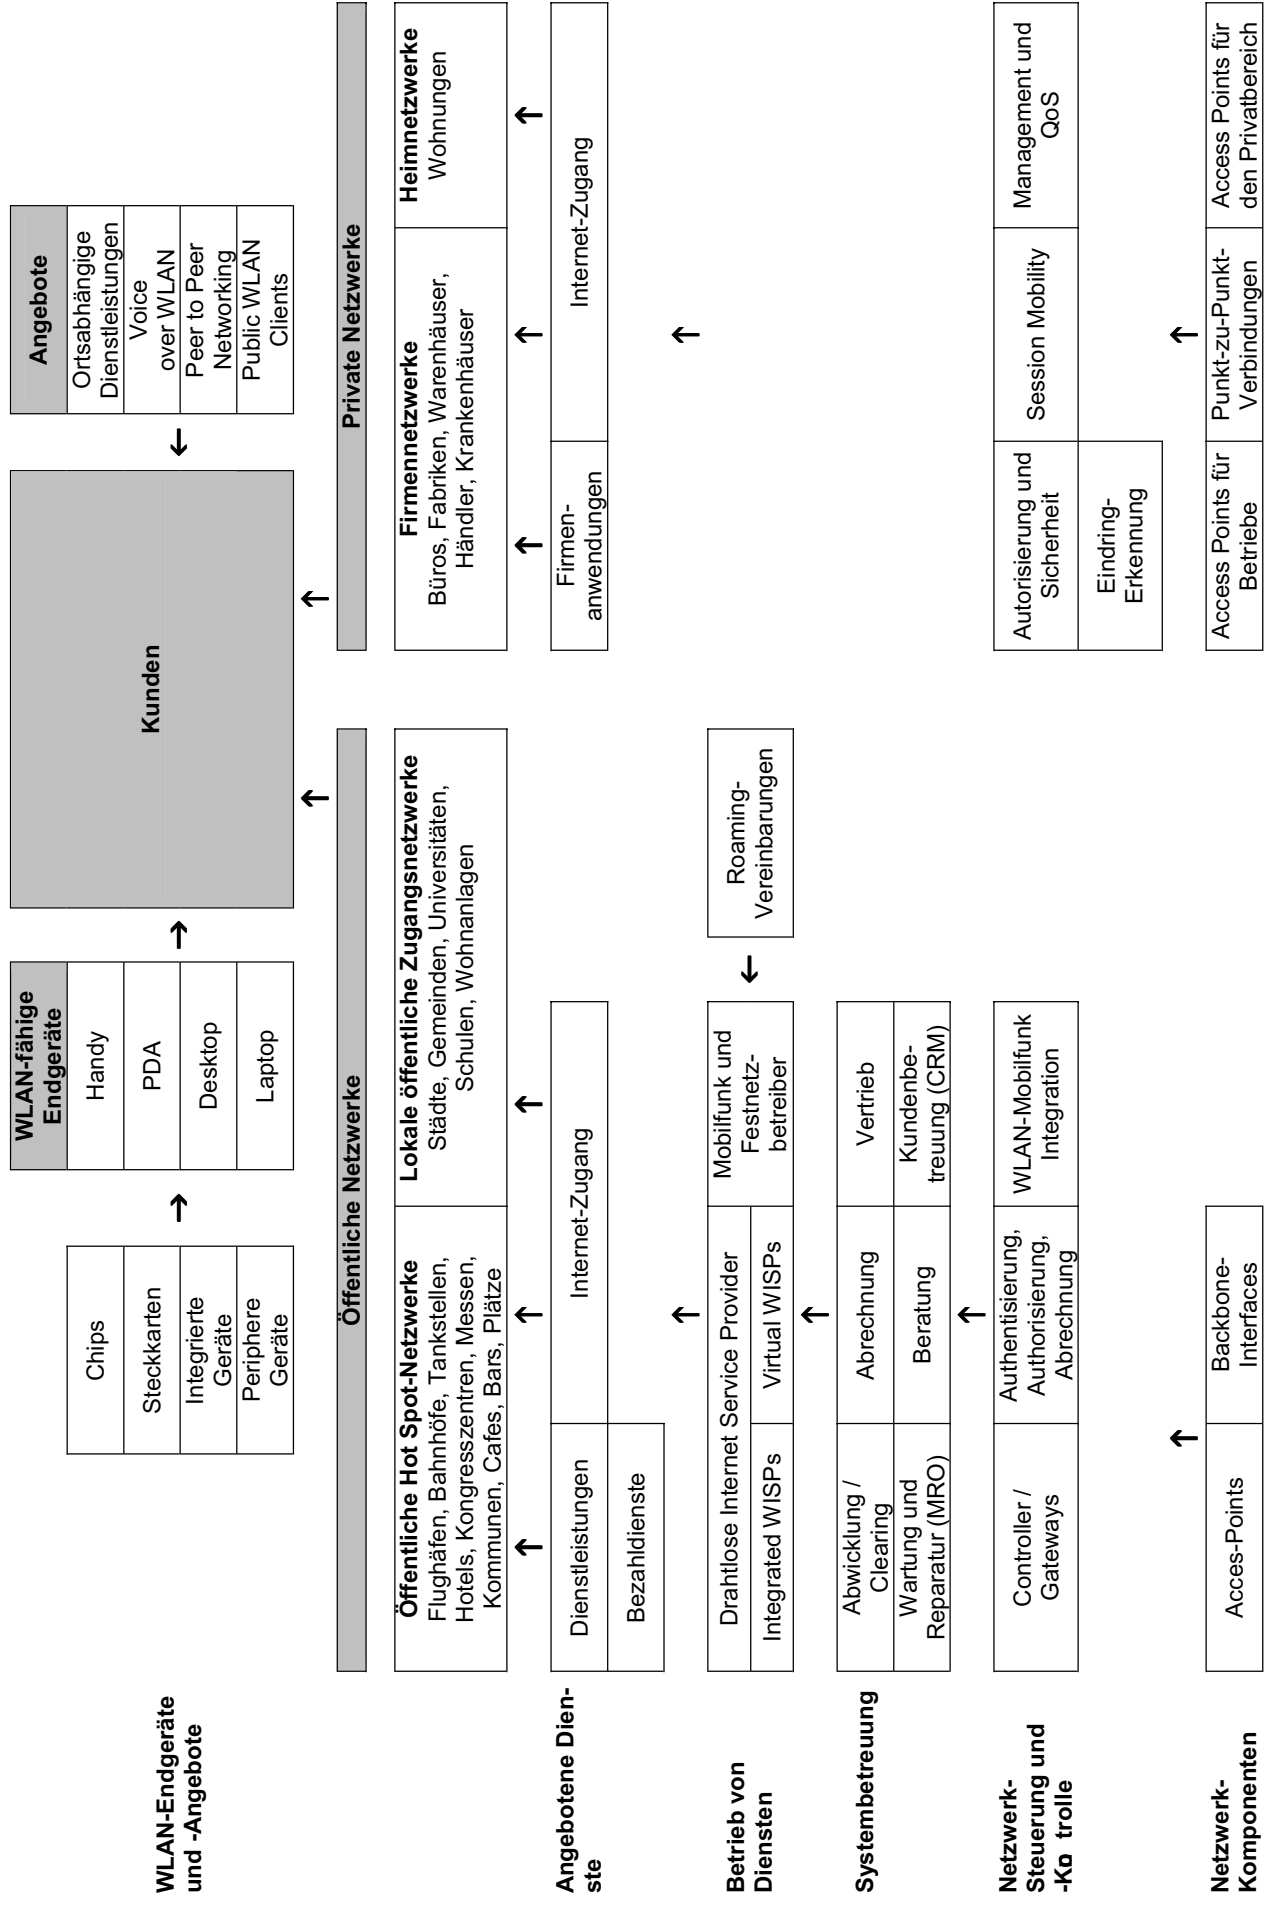 WLAN-Endgeräte
und -Angebote
Chips
Steckkarten
Integrierte
Geräte
Periphere
Geräte
WLAN-fähige
Endgeräte
Handy
PDA
Desktop
Laptop
Kunden
Angebote
Ortsabhängige
Dienstleistungen
Voice
over WLAN
Peer to Peer
Networking
Public WLAN
Clients
Öffentliche Netzwerke
Private Netzwerke
Öffentliche Hot Spot-Netzwerke
Flughäfen, Bahnhöfe, Tankstellen,
Hotels, Kongresszentren, Messen,
Kommunen, Cafes, Bars, Plätze
Lokale öffentliche Zugangsnetzwerke
Städte, Gemeinden, Universitäten,
Schulen, Wohnanlagen
Firmennetzwerke
Büros, Fabriken, Warenhäuser,
Händler, Krankenhäuser
Heimnetzwerke
Wohnungen
Angebotene Dien-
ste
Dienstleistungen
Bezahldienste
Internet-Zugang
Firmen-
anwendungen
Internet-Zugang
Betrieb von
Diensten
Drahtlose Internet Service Provider
Integrated WISPs
Virtual WISPs
Mobilfunk und
Festnetz-
betreiber
Roaming-
Vereinbarungen
Systembetreuung
Abwicklung /
Clearing
Abrechnung
Vertrieb
Wartung und
Reparatur (MRO)
Beratung
Kundenbe-
treuung (CRM)
Netzwerk-
Steuerung und
-Ko trolle
Controller /
Gateways
Authentisierung,
Authorisierung,
Abrechnung
WLAN-Mobilfunk
Integration
Autorisierung und
Sicherheit
Session Mobility
Management und
QoS
Eindring-
Erkennung
Netzwerk-
Komponenten
Acces-Points
Backbone-
Interfaces
Access Points für
Betriebe
Punkt-zu-Punkt-
Verbindungen
Access Points für
den Privatbereich